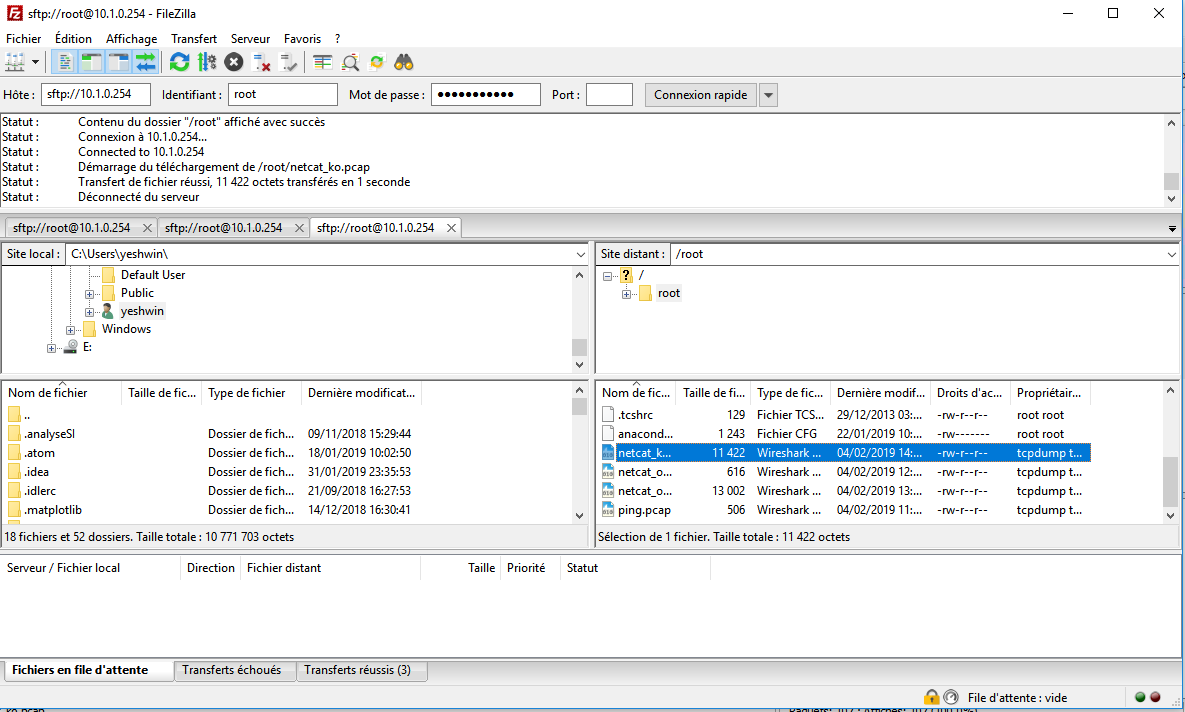 sftp://root@10.1.0.254 - FileZilla
Fichier Édition Affichage Transfert Serveur Favoris ?
Hôte : sftp://10.1.0.254 Identifiant : root Mot de passe : ●●●●●●●●●●● Port : Connexion rapide
Statut : Contenu du dossier "/root" affiché avec succès
Statut : Connexion à 10.1.0.254...
Statut : Connected to 10.1.0.254
Statut : Démarrage du téléchargement de /root/netcat_ko.pcap
Statut : Transfert de fichier réussi, 11 422 octets transférés en 1 seconde
Statut : Déconnecté du serveur
sftp://root@10.1.0.254 sftp://root@10.1.0.254 sftp://root@10.1.0.254
Site local : C:\Users\yeshwin\
Default User
Public
yeshwin
Windows
E:
Site distant : /root
? /
root
Nom de fichier Taille de fic... Type de fichier Dernière modificat...
..
.analyseSI Dossier de fich... 09/11/2018 15:29:44
.atom Dossier de fich... 18/01/2019 10:02:50
.idea Dossier de fich... 31/01/2019 23:35:53
.idlerc Dossier de fich... 21/09/2018 16:27:53
.matplotlib Dossier de fich... 14/12/2018 16:30:41
18 fichiers et 52 dossiers. Taille totale : 10 771 703 octets
Nom de fic... Taille de fi... Type de fic... Dernière modif... Droits d'ac... Propriétair...
.tcshrc 129 Fichier TCS... 29/12/2013 03:... -rw-r--r-- root root
anacond... 1 243 Fichier CFG 22/01/2019 10:... -rw------- root root
netcat_k... 11 422 Wireshark ... 04/02/2019 14:... -rw-r--r-- tcpdump t...
netcat_o... 616 Wireshark ... 04/02/2019 12:... -rw-r--r-- tcpdump t...
netcat_o... 13 002 Wireshark ... 04/02/2019 13:... -rw-r--r-- tcpdump t...
ping.pcap 506 Wireshark ... 04/02/2019 11:... -rw-r--r-- tcpdump t...
Sélection de 1 fichier. Taille totale : 11 422 octets
Serveur / Fichier local Direction Fichier distant Taille Priorité Statut
Fichiers en file d'attente Transferts échoués Transferts réussis (3)
File d'attente : vide